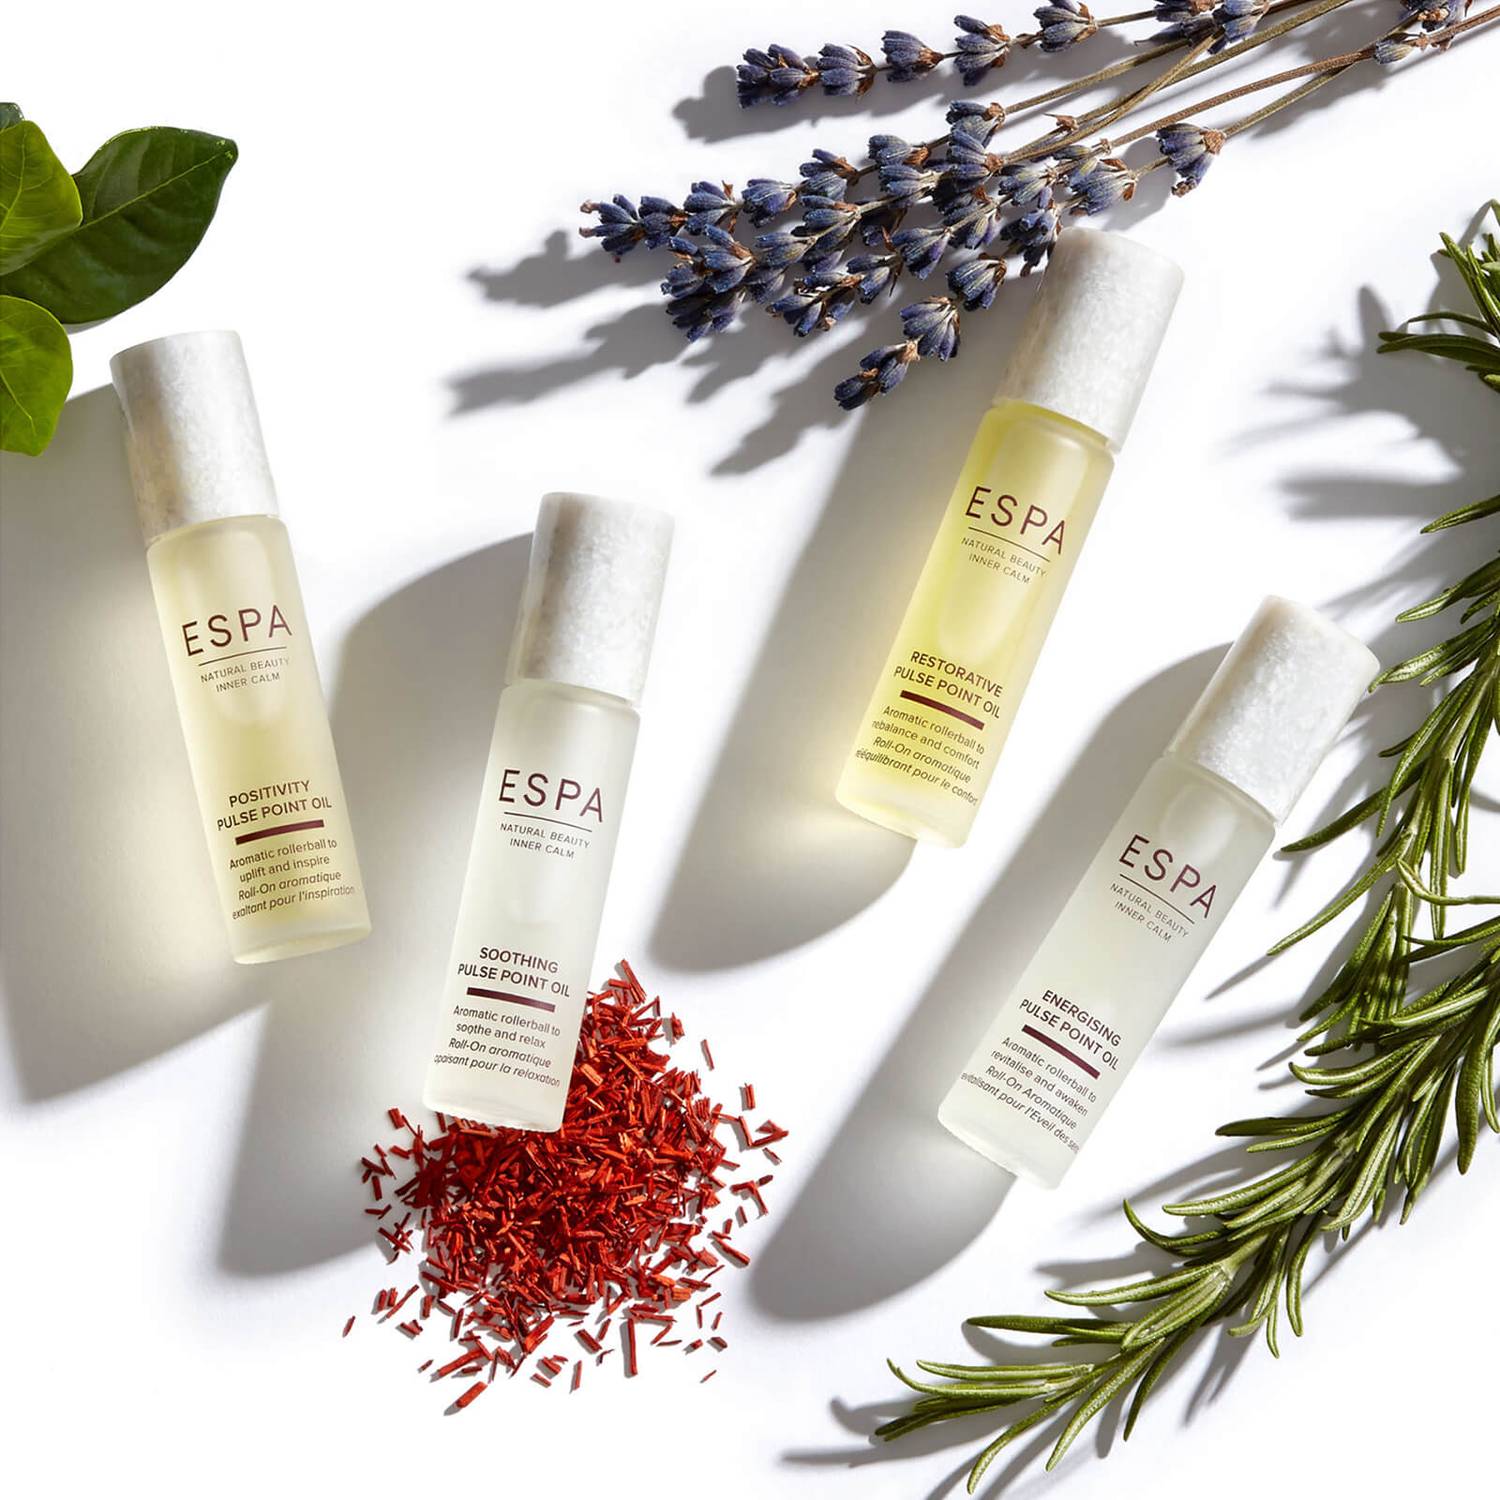 ESPA
NATURAL BEAUTY
INNER CALM
POSITIVITY
PULSE POINT OIL
Aromatic rollerball to
uplift and inspire
Roll-On aromatique
exaltant pour l'inspiration
ESPA
NATURAL BEAUTY
INNER CALM
SOOTHING
PULSE POINT OIL
Aromatic rollerball to
soothe and relax
Roll-On aromatique
apaisant pour la relaxation
ESPA
NATURAL BEAUTY
INNER CALM
RESTORATIVE
PULSE POINT OIL
Aromatic rollerball to
rebalance and comfort
Roll-On aromatique
rééquilibrant pour le confort
ESPA
NATURAL BEAUTY
INNER CALM
ENERGISING
PULSE POINT OIL
Aromatic rollerball to
revitalise and awaken
Roll-On Aromatique
pour l'Eveil des